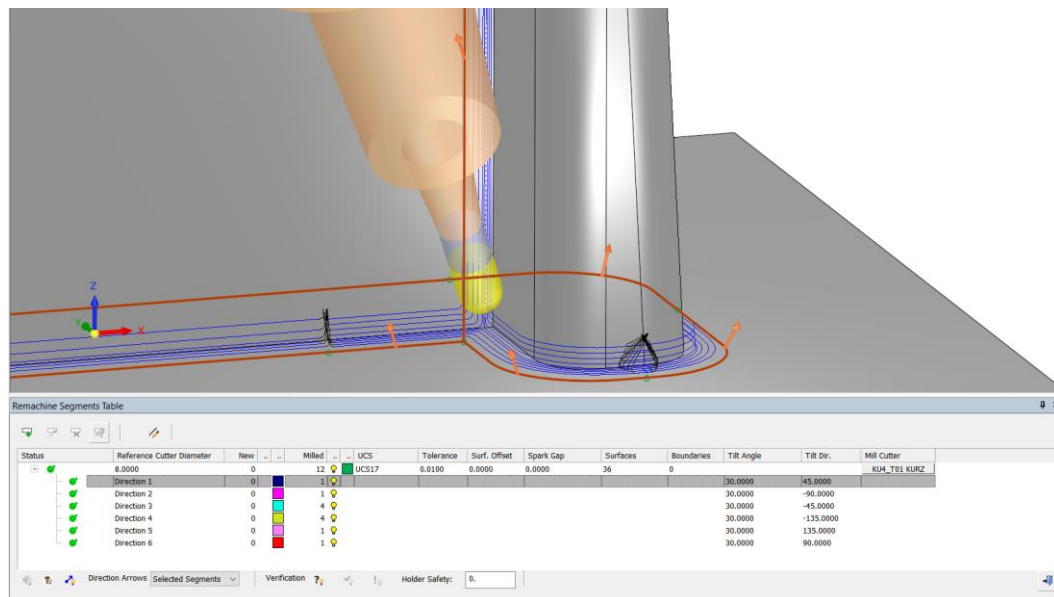 Z
Y
X
Remachine Segments Table
Status Reference Cutter Diameter New .. .. Milled .. .. UCS Tolerance Surf. Offset Spark Gap Surfaces Boundaries Tilt Angle Tilt Dir. Mill Cutter
8.0000 0 12 UCS17 0.0100 0.0000 0.0000 36 0 KU4_T01 KURZ
Direction 1 0 1 30.0000 45.0000
Direction 2 0 1 30.0000 -90.0000
Direction 3 0 4 30.0000 -45.0000
Direction 4 0 4 30.0000 -135.0000
Direction 5 0 1 30.0000 135.0000
Direction 6 0 1 30.0000 90.0000
Direction Arrows Selected Segments Verification Holder Safety: 0.